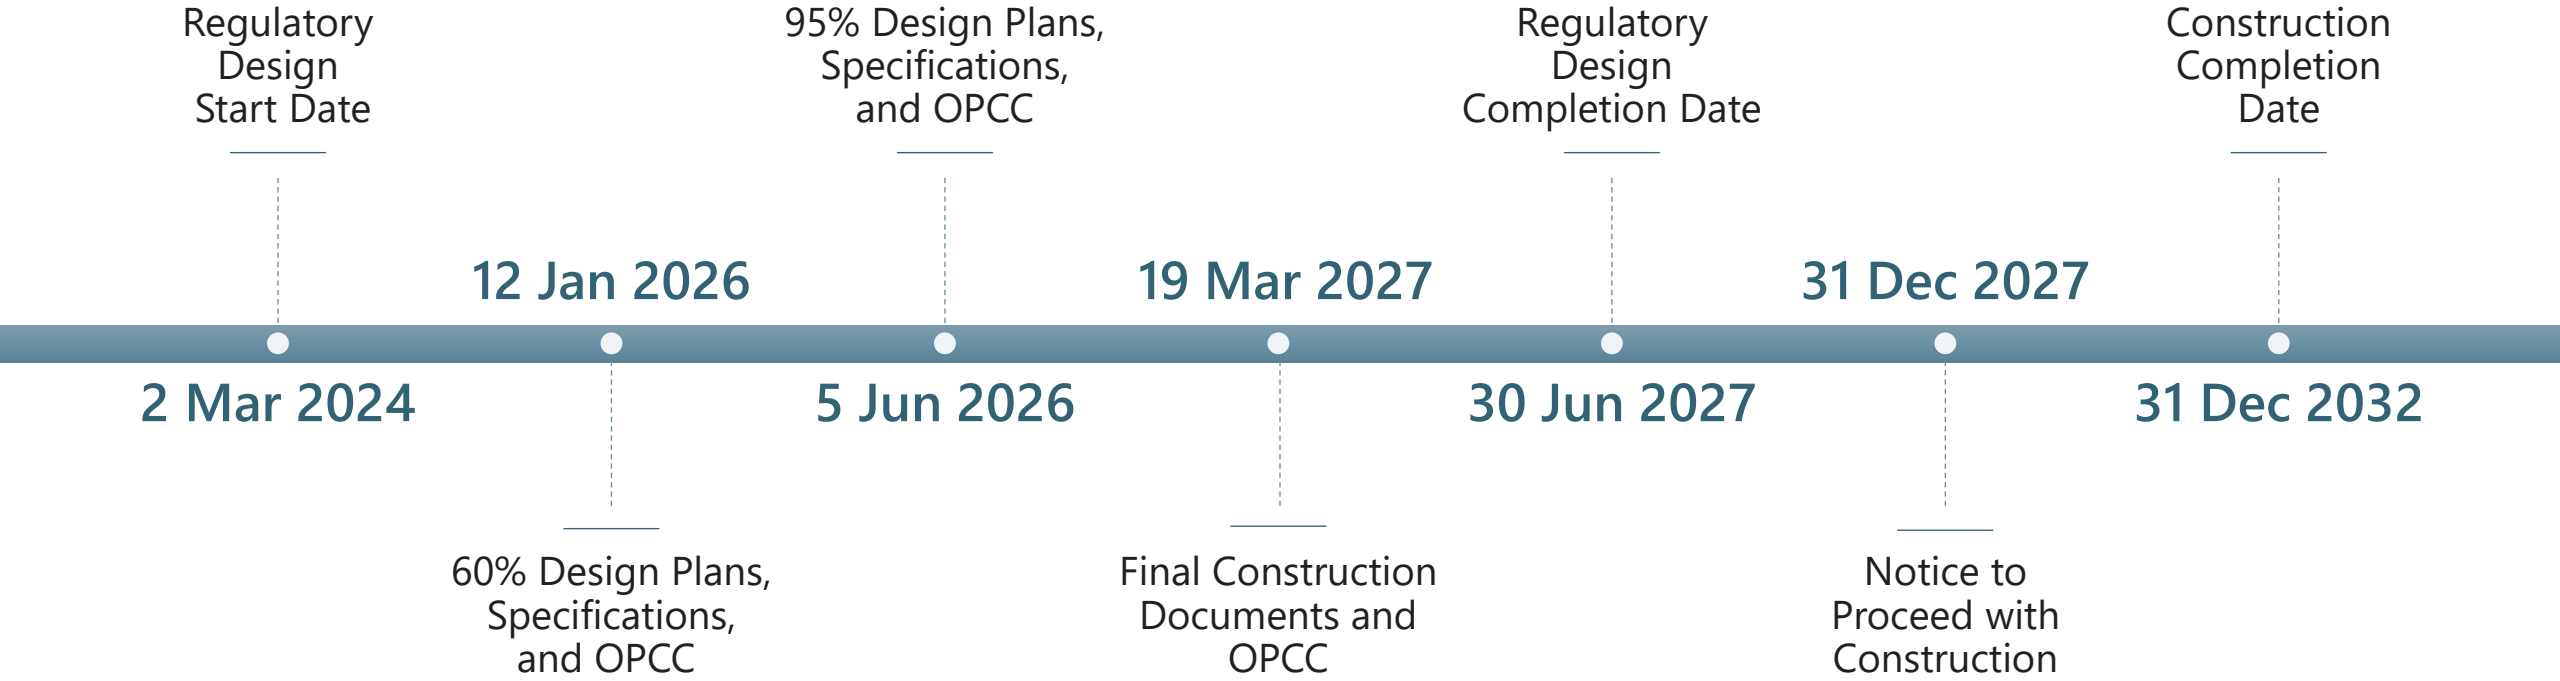 Regulatory
Design
Start Date
2 Mar 2024
12 Jan 2026
60% Design Plans,
Specifications,
and OPCC
95% Design Plans,
Specifications,
and OPCC
5 Jun 2026
19 Mar 2027
Final Construction
Documents and
OPCC
Regulatory
Design
Completion Date
30 Jun 2027
31 Dec 2027
Notice to
Proceed with
Construction
Construction
Completion
Date
31 Dec 2032